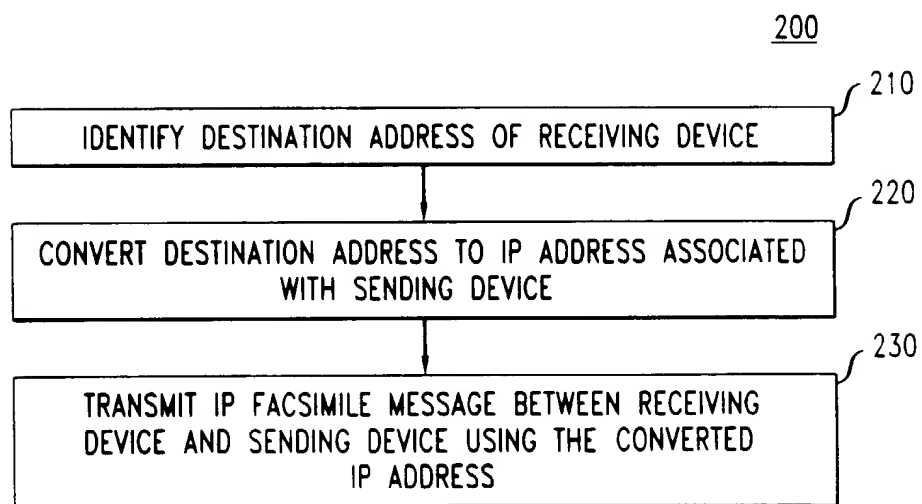 200
210
IDENTIFY DESTINATION ADDRESS OF RECEIVING DEVICE
220
CONVERT DESTINATION ADDRESS TO IP ADDRESS ASSOCIATED
WITH SENDING DEVICE
230
TRANSMIT IP FACSIMILE MESSAGE BETWEEN RECEIVING
DEVICE AND SENDING DEVICE USING THE CONVERTED
IP ADDRESS